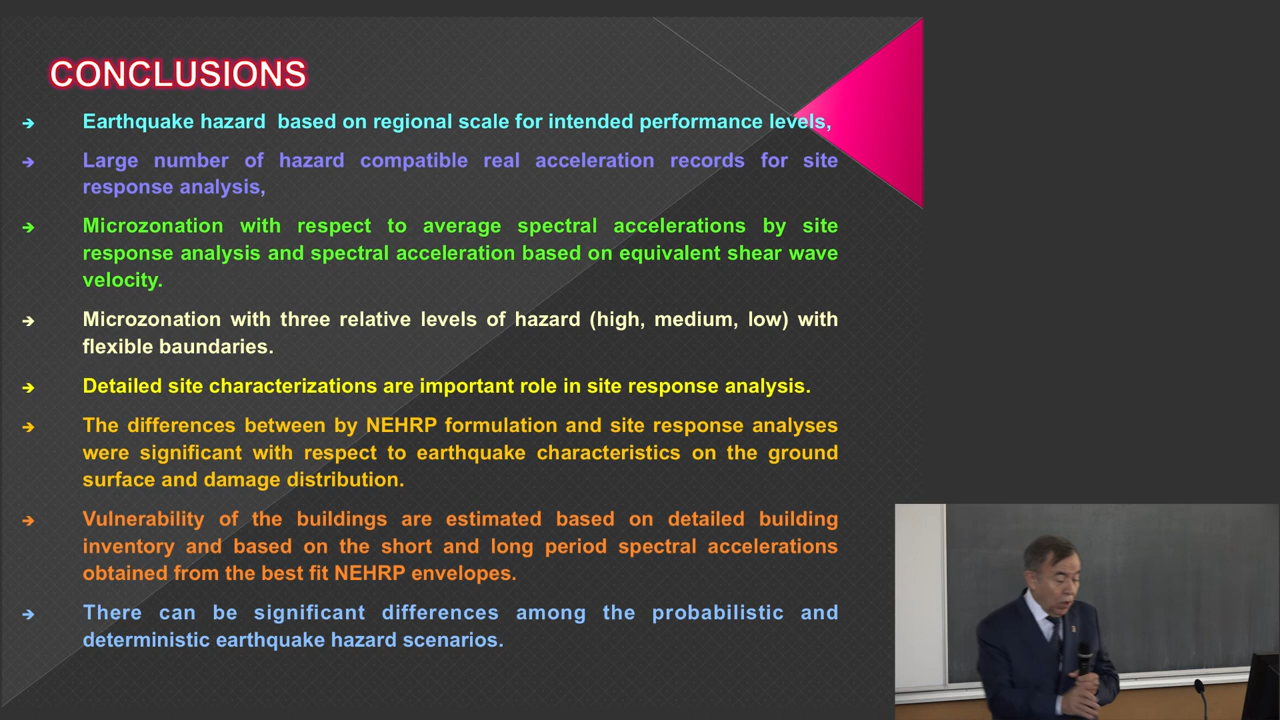 CONCLUSIONS
Earthquake hazard based on regional scale for intended performance levels,
Large number of hazard compatible real acceleration records for site
response analysis,
Microzonation with respect to average spectral accelerations by site
response analysis and spectral acceleration based on equivalent shear wave
velocity.
Microzonation with three relative levels of hazard (high, medium, low) with
flexible baundaries.
Detailed site characterizations are important role in site response analysis.
The differences between by NEHRP formulation and site response analyses
were significant with respect to earthquake characteristics on the ground
surface and damage distribution.
Vulnerability of the buildings are estimated based on detailed building
inventory and based on the short and long period spectral accelerations
obtained from the best fit NEHRP envelopes.
There can be significant differences among the probabilistic and
deterministic earthquake hazard scenarios.